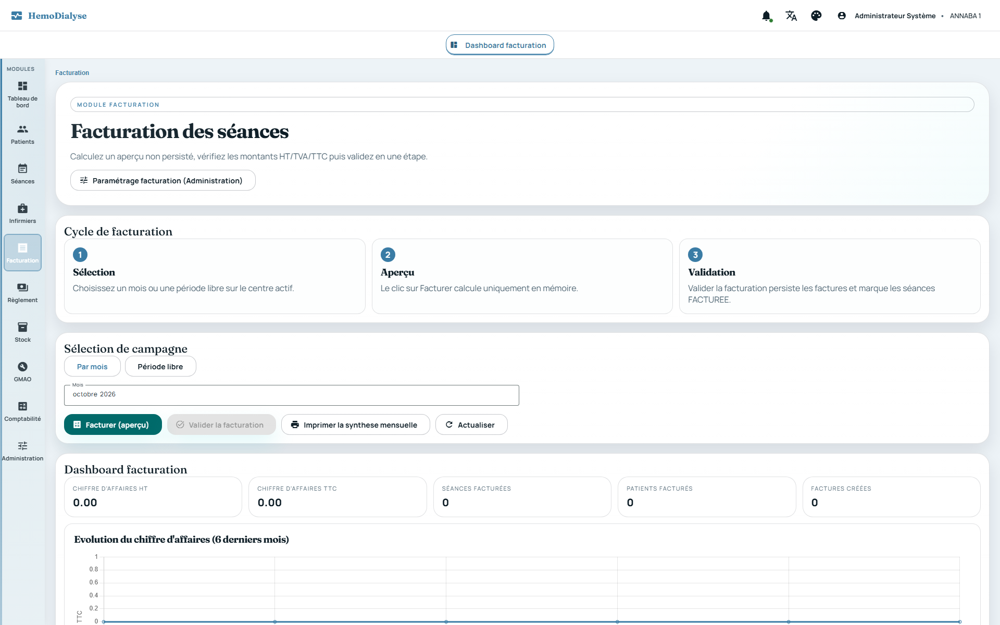 HemoDialyse
Administrateur Système • ANNABA 1
Dashboard facturation
MODULES
Tableau de
bord
Patients
Séances
Infirmiers
Facturation
Règlement
Stock
GMAO
Comptabilité
Administration
Facturation
MODULE FACTURATION
Facturation des séances
Calculez un aperçu non persisté, vérifiez les montants HT/TVA/TTC puis validez en une étape.
Paramétrage facturation (Administration)
Cycle de facturation
1
Sélection
Choisissez un mois ou une période libre sur le centre actif.
2
Aperçu
Le clic sur Facturer calcule uniquement en mémoire.
3
Validation
Valider la facturation persiste les factures et marque les séances
FACTUREE.
Sélection de campagne
Par mois
Période libre
Mois
octobre 2026
Facturer (aperçu)
Valider la facturation
Imprimer la synthese mensuelle
Actualiser
Dashboard facturation
CHIFFRE D'AFFAIRES HT
0.00
CHIFFRE D'AFFAIRES TTC
0.00
SÉANCES FACTURÉES
0
PATIENTS FACTURÉS
0
FACTURES CRÉÉES
0
Evolution du chiffre d'affaires (6 derniers mois)
1
0.8
0.6
0.4
0.2
0
TTC